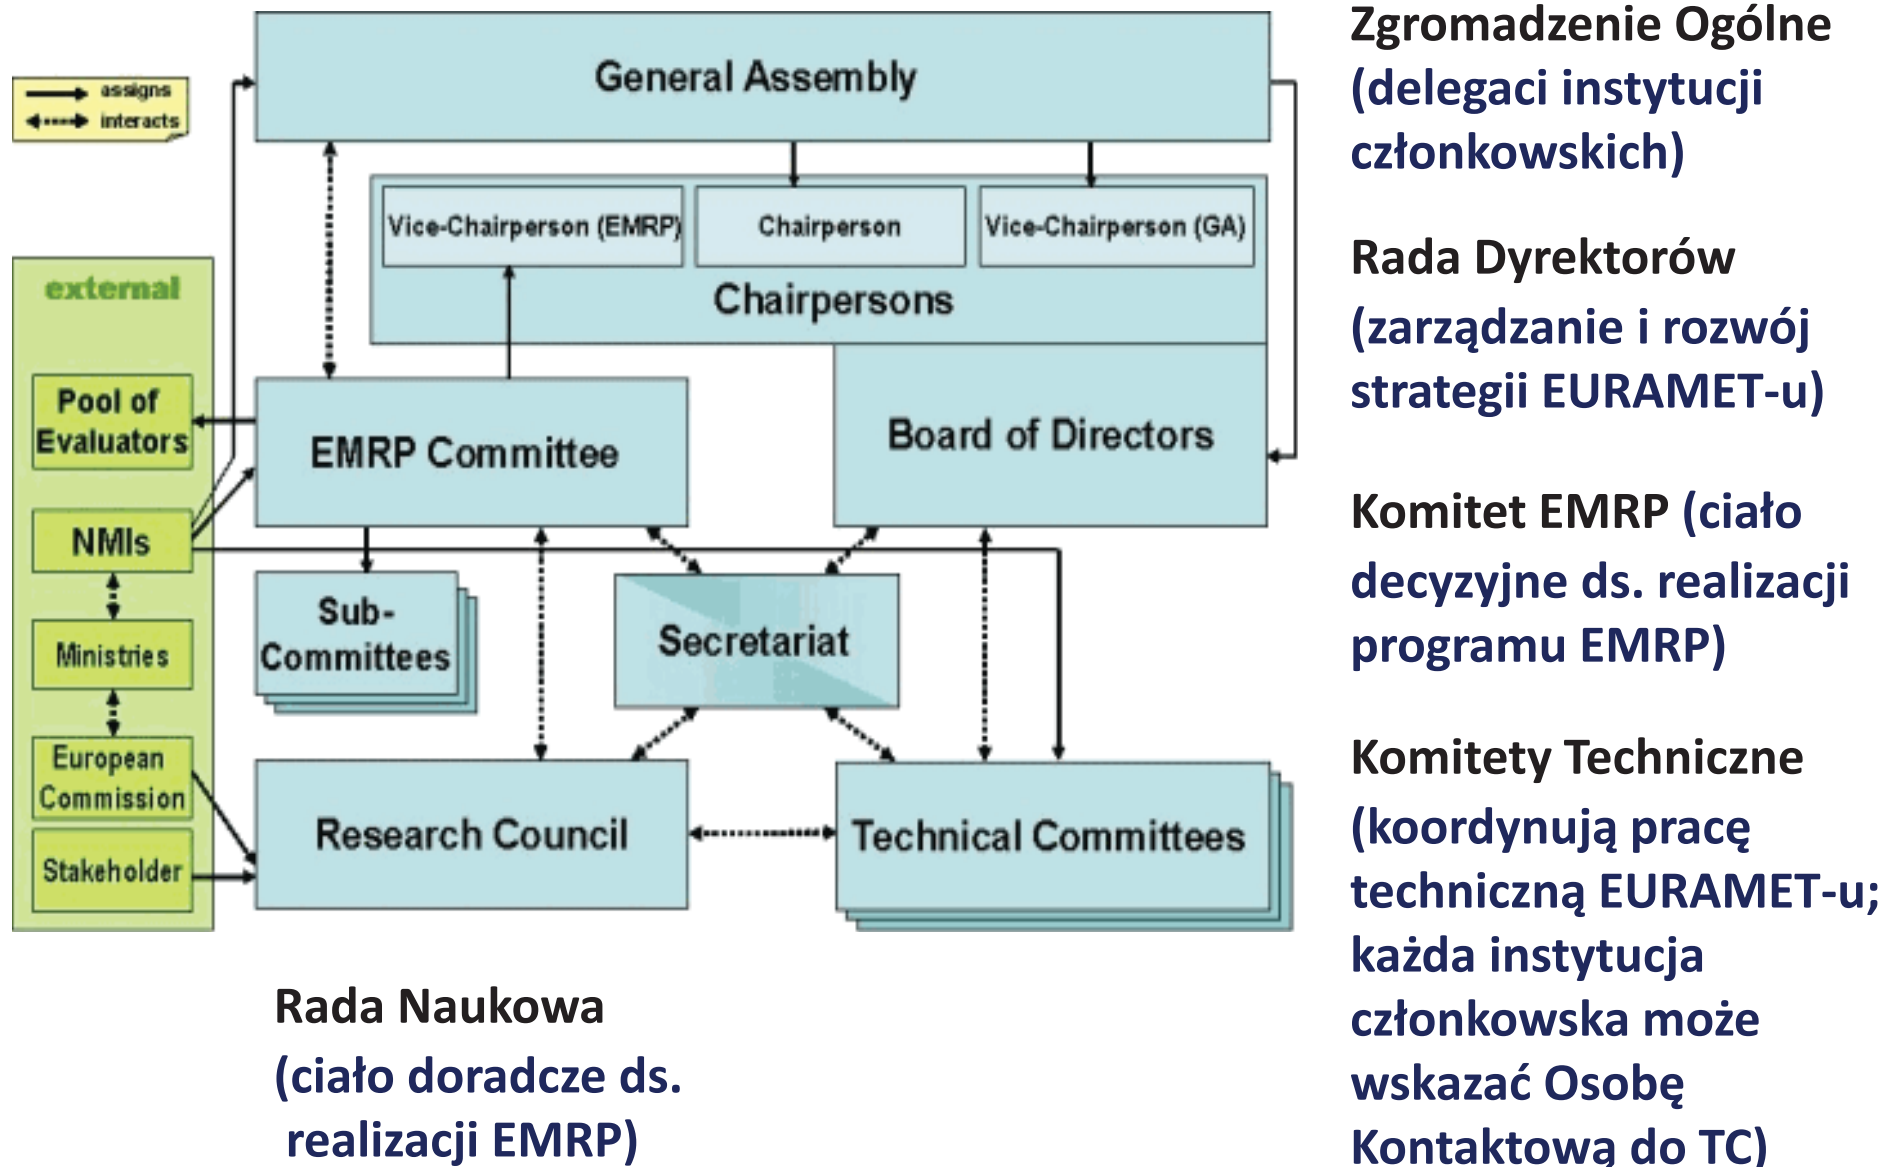 assigns
interacts
General Assembly
Vice-Chairperson (EMRP)
Chairperson
Vice-Chairperson (GA)
Chairpersons
external
Pool of
Evaluators
NMIs
Ministries
European
Commission
Stakeholder
EMRP Committee
Board of Directors
Sub-
Committees
Secretariat
Research Council
Technical Committees
Zgromadzenie Ogólne
(delegaci instytucji
członkowskich)
Rada Dyrektorów
(zarządzanie i rozwój
strategii EURAMET-u)
Komitet EMRP (ciało
decyzyjne ds. realizacji
programu EMRP)
Komitety Techniczne
(koordynują pracę
techniczną EURAMET-u;
każda instytucja
członkowska może
wskazać Osobę
Kontaktową do TC)
Rada Naukowa
(ciało doradcze ds.
realizacji EMRP)